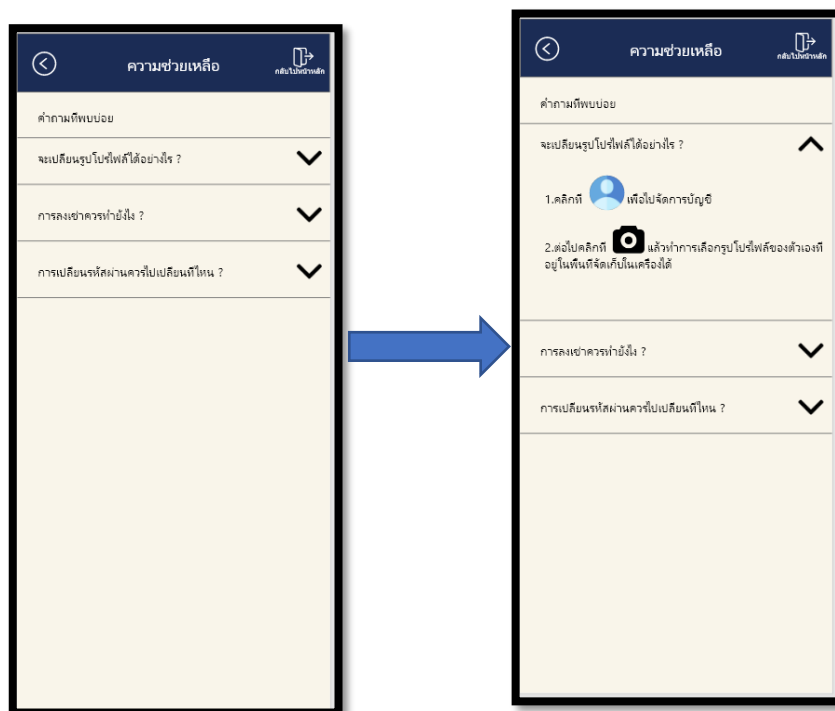 ความช่วยเหลือ
กลับไปหน้าหลัก
คำถามที่พบบ่อย
จะเปลี่ยนรูปโปรไฟล์ได้อย่างไร ?
การลงเช่าควรทำยังไง ?
การเปลี่ยนรหัสผ่านควรไปเปลี่ยนที่ไหน ?
ความช่วยเหลือ
กลับไปหน้าหลัก
คำถามที่พบบ่อย
จะเปลี่ยนรูปโปรไฟล์ได้อย่างไร ?
1.คลิกที่ เพื่อไปจัดการบัญชี
2.ต่อไปคลิกที่ แล้วทำการเลือกรูปโปรไฟล์ของตัวเองที่
อยู่ในพื้นที่จัดเก็บในเครื่องได้
การลงเช่าควรทำยังไง ?
การเปลี่ยนรหัสผ่านควรไปเปลี่ยนที่ไหน ?